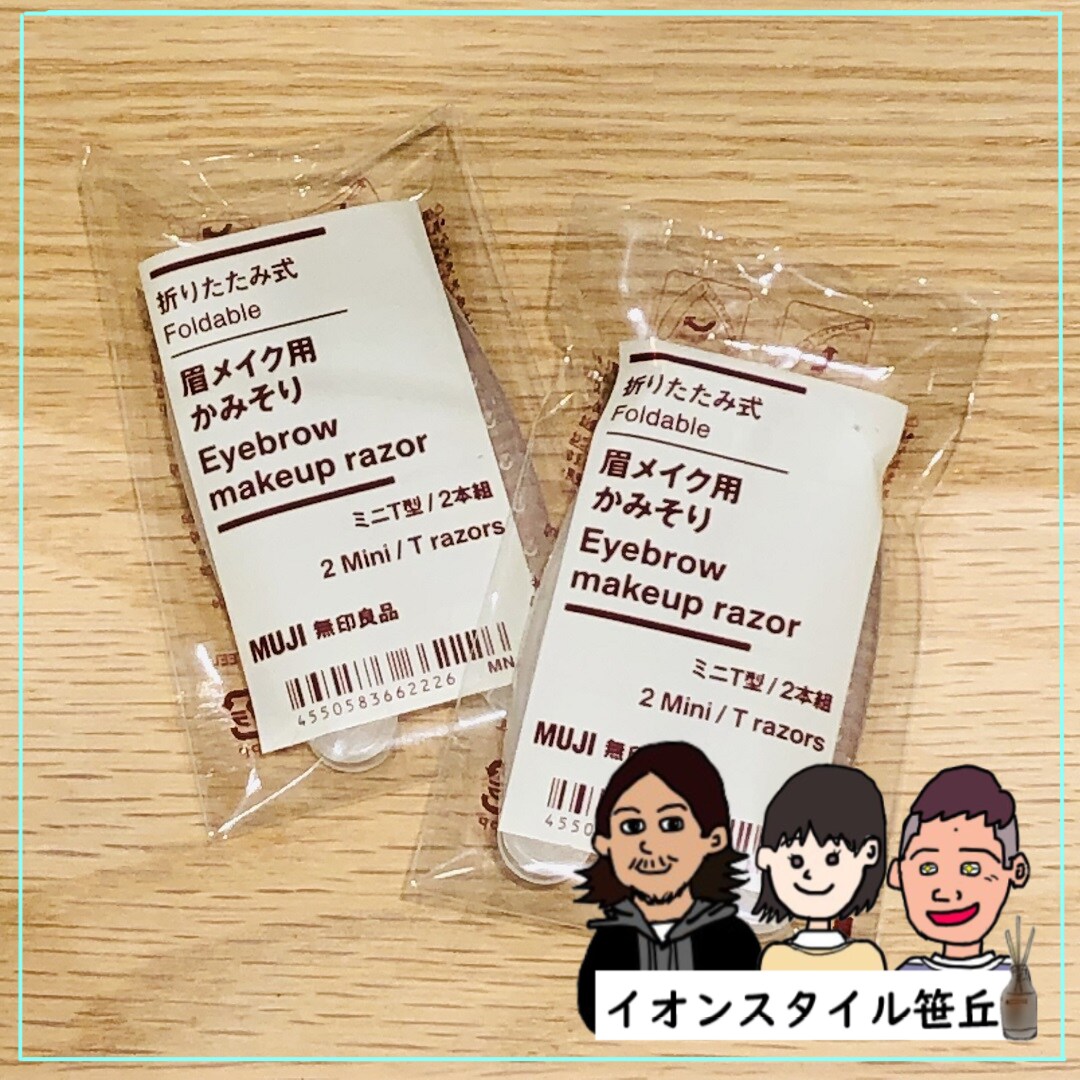 折りたたみ式
Foldable
眉メイク用
かみそり
Eyebrow
makeup razor
ミニT型/2本組
2 Mini/T razors
MUJI 無印良品
MN
4550583662226
折りたたみ式
Foldable
眉メイク用
かみそり
Eyebrow
makeup razor
ミニT型/2本組
2 Mini/T razors
MUJI 無
4550
イオンスタイル笹丘